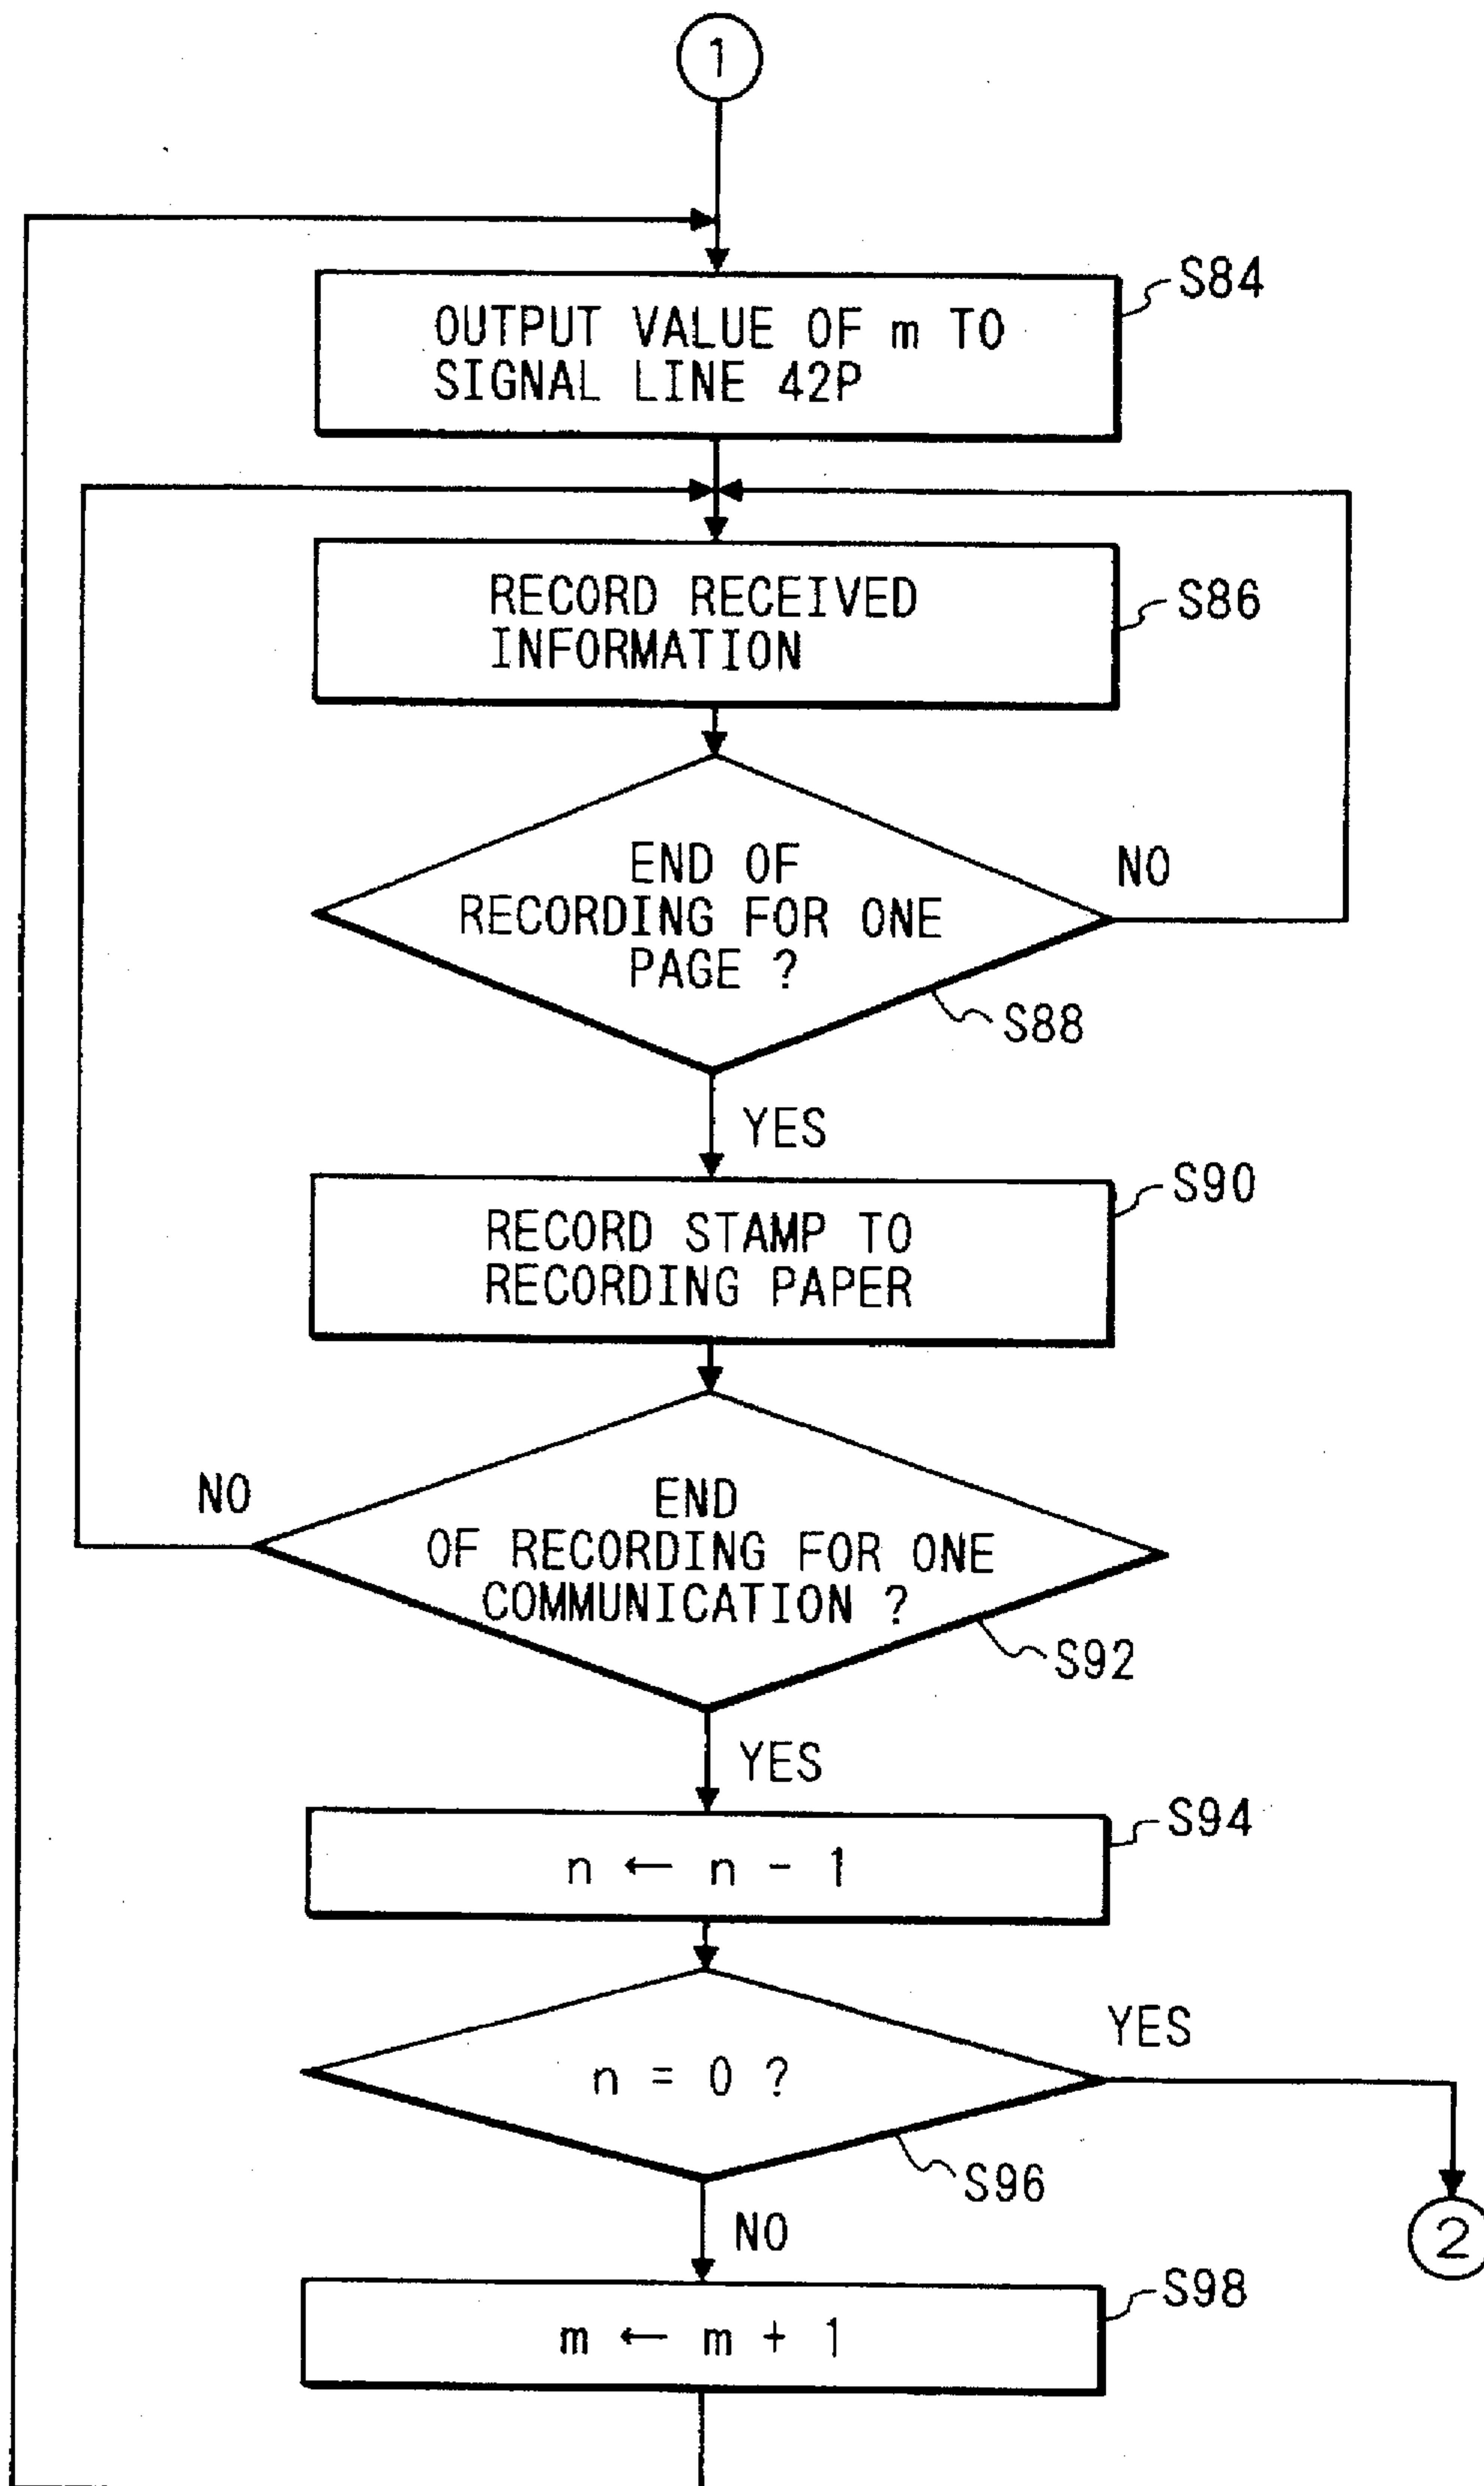 1
S84
OUTPUT VALUE OF m TO
SIGNAL LINE 42P
RECORD RECEIVED
INFORMATION
S86
END OF
RECORDING FOR ONE
PAGE ?
NO
S88
YES
S90
RECORD STAMP TO
RECORDING PAPER
NO
END
OF RECORDING FOR ONE
COMMUNICATION ?
S92
YES
S94
n ← n - 1
YES
n = 0 ?
S96
NO
2
S98
m ← m + 1